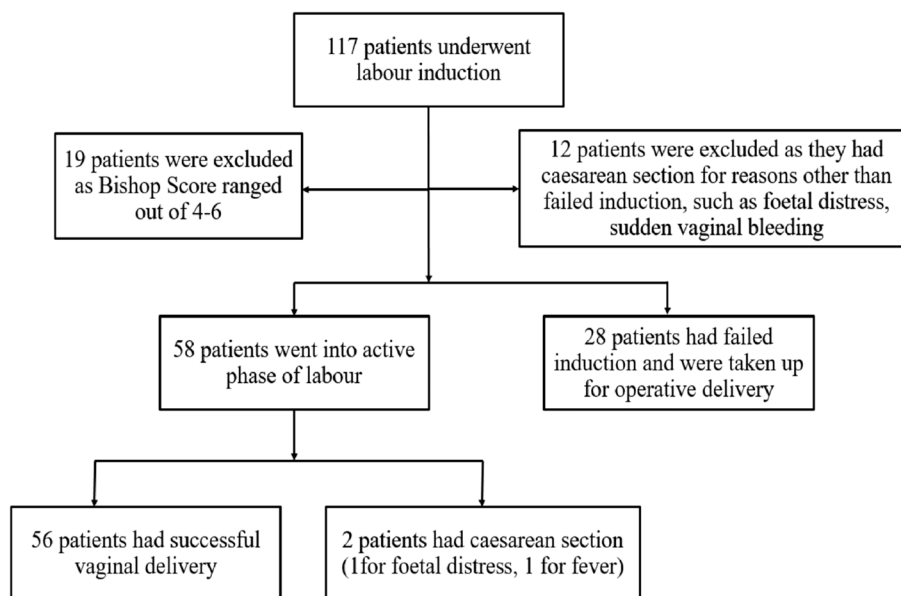 117 patients underwent
labour induction
19 patients were excluded
as Bishop Score ranged
out of 4-6
12 patients were excluded as they had
caesarean section for reasons other than
failed induction, such as foetal distress,
sudden vaginal bleeding
58 patients went into active
phase of labour
28 patients had failed
induction and were taken up
for operative delivery
56 patients had successful
vaginal delivery
2 patients had caesarean section
(1for foetal distress, 1 for fever)